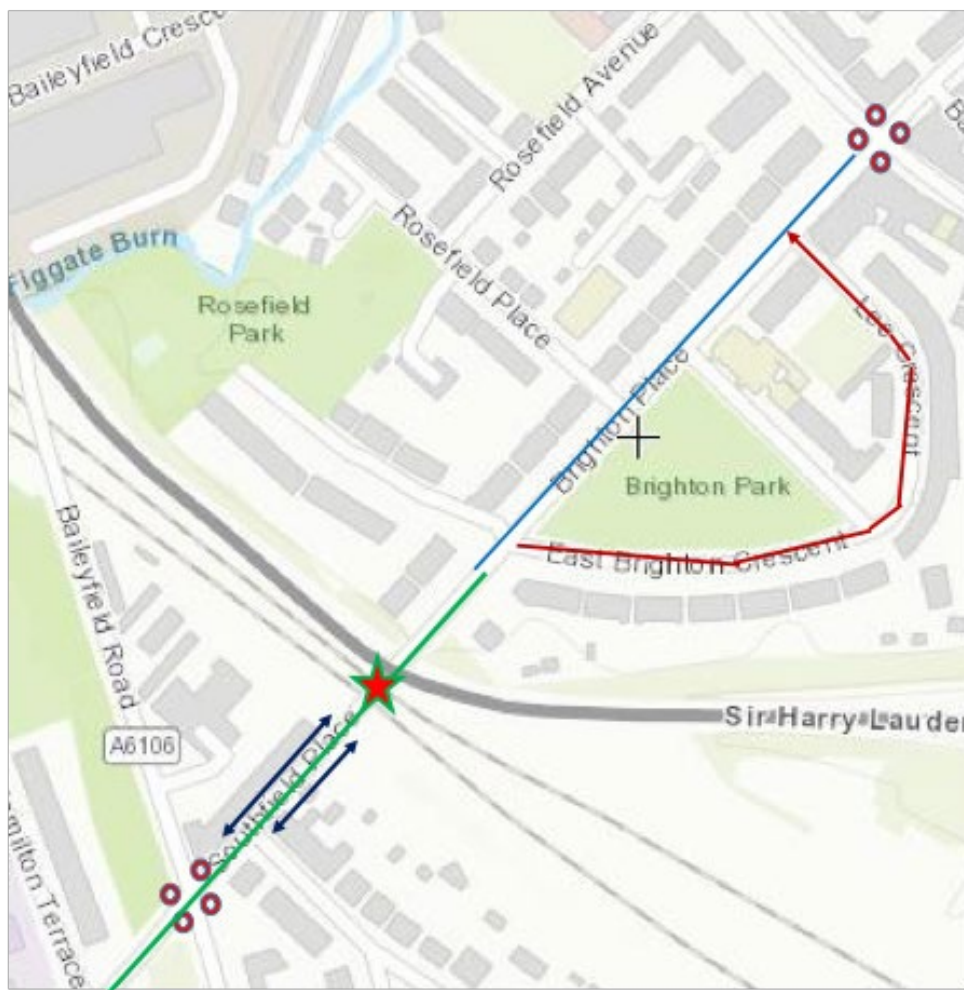 Baileyfield Cresc
Rosefield Avenue
Ba
Figgate Burn
Rosefield Place
Rosefield
Park
Lee Crescent
Brighton Place
Brighton Park
East Brighton Crescent
Baileyfield Road
Sir Harry Lauder
A6106
Southfield Place
milton Terrace